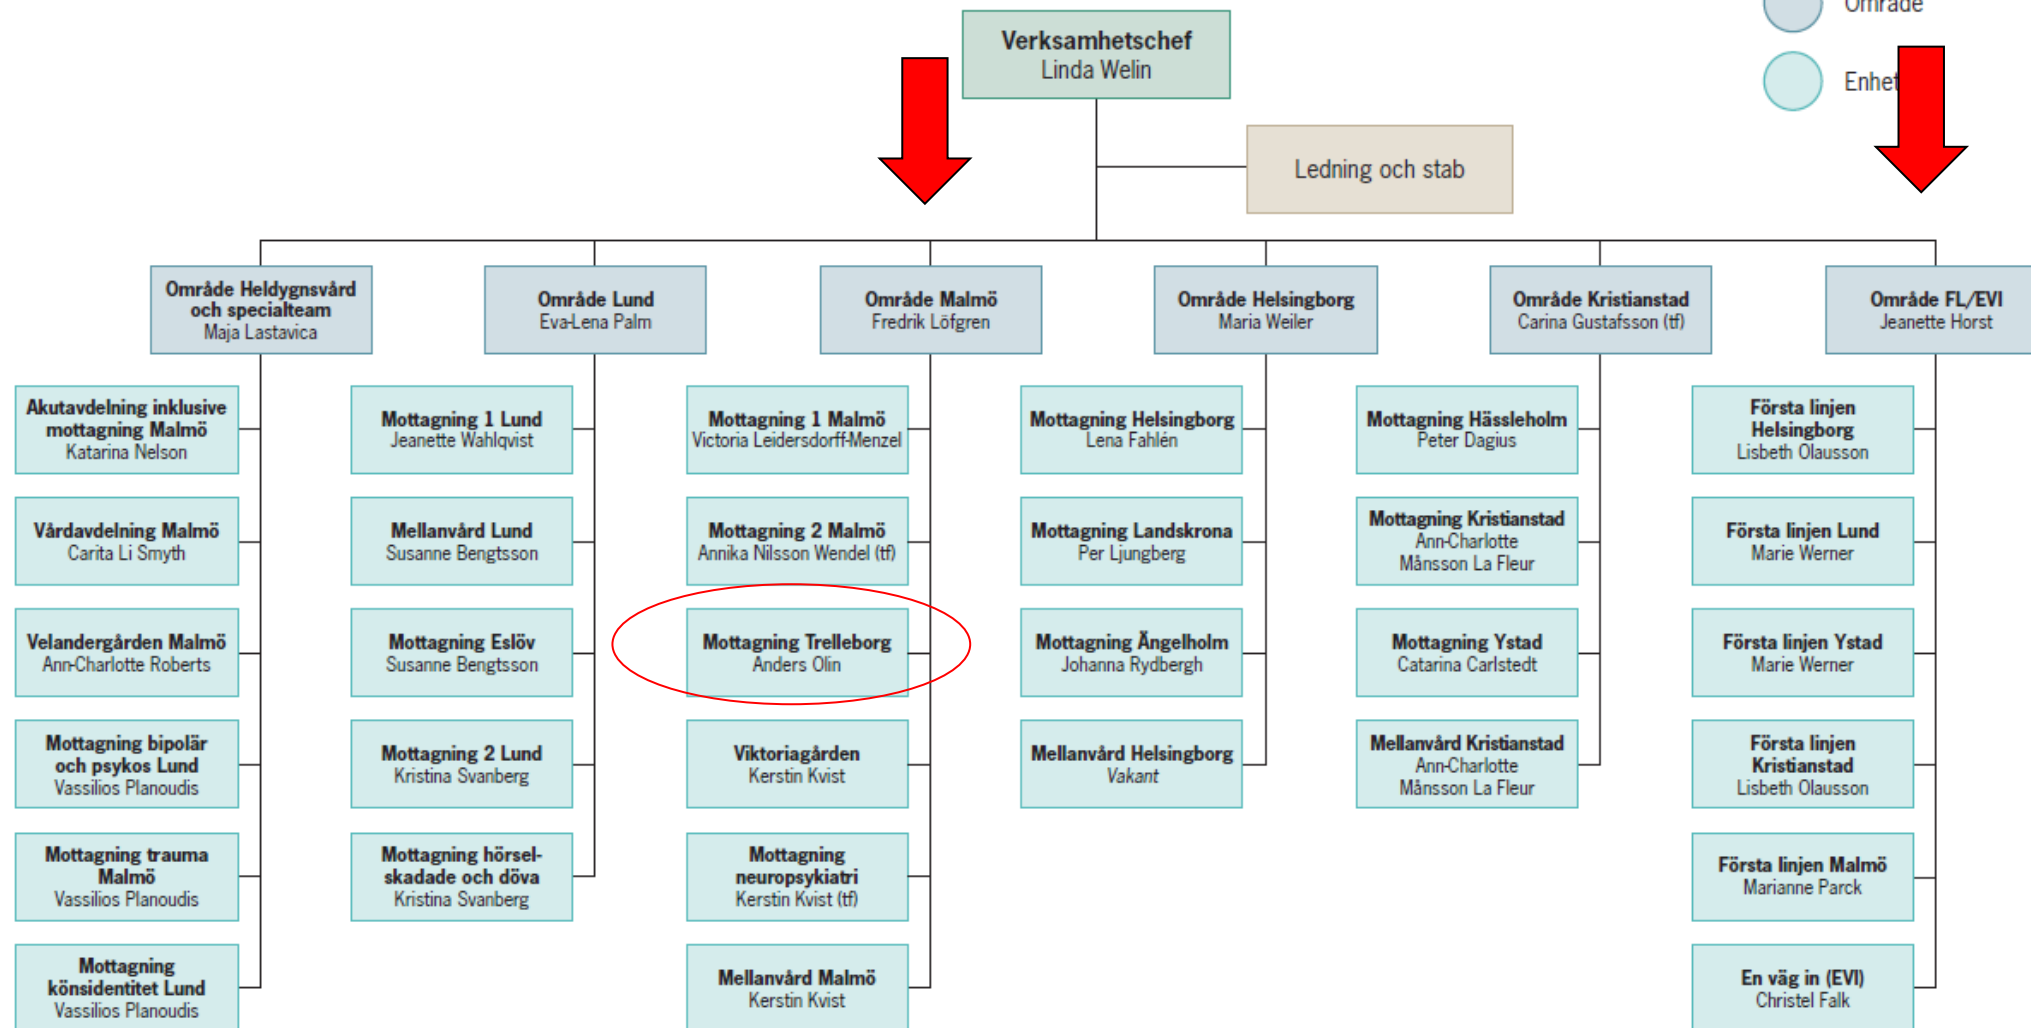 Område
Enhet
Verksamhetschef
Linda Welin
Ledning och stab
Område Heldygnsvård
och specialteam
Maja Lastavica
Område Lund
Eva-Lena Palm
Område Malmö
Fredrik Löfgren
Område Helsingborg
Maria Weiler
Område Kristianstad
Carina Gustafsson (tf)
Område FL/EVI
Jeanette Horst
Akutavdelning inklusive
mottagning Malmö
Katarina Nelson
Vårdavdelning Malmö
Carita Li Smyth
Velandergården Malmö
Ann-Charlotte Roberts
Mottagning bipolär
och psykos Lund
Vassilios Planoudis
Mottagning trauma
Malmö
Vassilios Planoudis
Mottagning
könsidentitet Lund
Vassilios Planoudis
Mottagning 1 Lund
Jeanette Wahlqvist
Mellanvård Lund
Susanne Bengtsson
Mottagning Eslöv
Susanne Bengtsson
Mottagning 2 Lund
Kristina Svanberg
Mottagning hörsel-
skadade och döva
Kristina Svanberg
Mottagning 1 Malmö
Victoria Leidersdorff-Menzel
Mottagning 2 Malmö
Annika Nilsson Wendel (tf)
Mottagning Trelleborg
Anders Olin
Viktoriagården
Kerstin Kvist
Mottagning
neuropsykiatri
Kerstin Kvist (tf)
Mellanvård Malmö
Kerstin Kvist
Mottagning Helsingborg
Lena Fahlén
Mottagning Landskrona
Per Ljungberg
Mottagning Ängelholm
Johanna Rydbergh
Mellanvård Helsingborg
Vakant
Mottagning Hässleholm
Peter Dagius
Mottagning Kristianstad
Ann-Charlotte
Månsson La Fleur
Mottagning Ystad
Catarina Carlstedt
Mellanvård Kristianstad
Ann-Charlotte
Månsson La Fleur
Första linjen
Helsingborg
Lisbeth Olausson
Första linjen Lund
Marie Werner
Första linjen Ystad
Marie Werner
Första linjen
Kristianstad
Lisbeth Olausson
Första linjen Malmö
Marianne Parck
En väg in (EVI)
Christel Falk